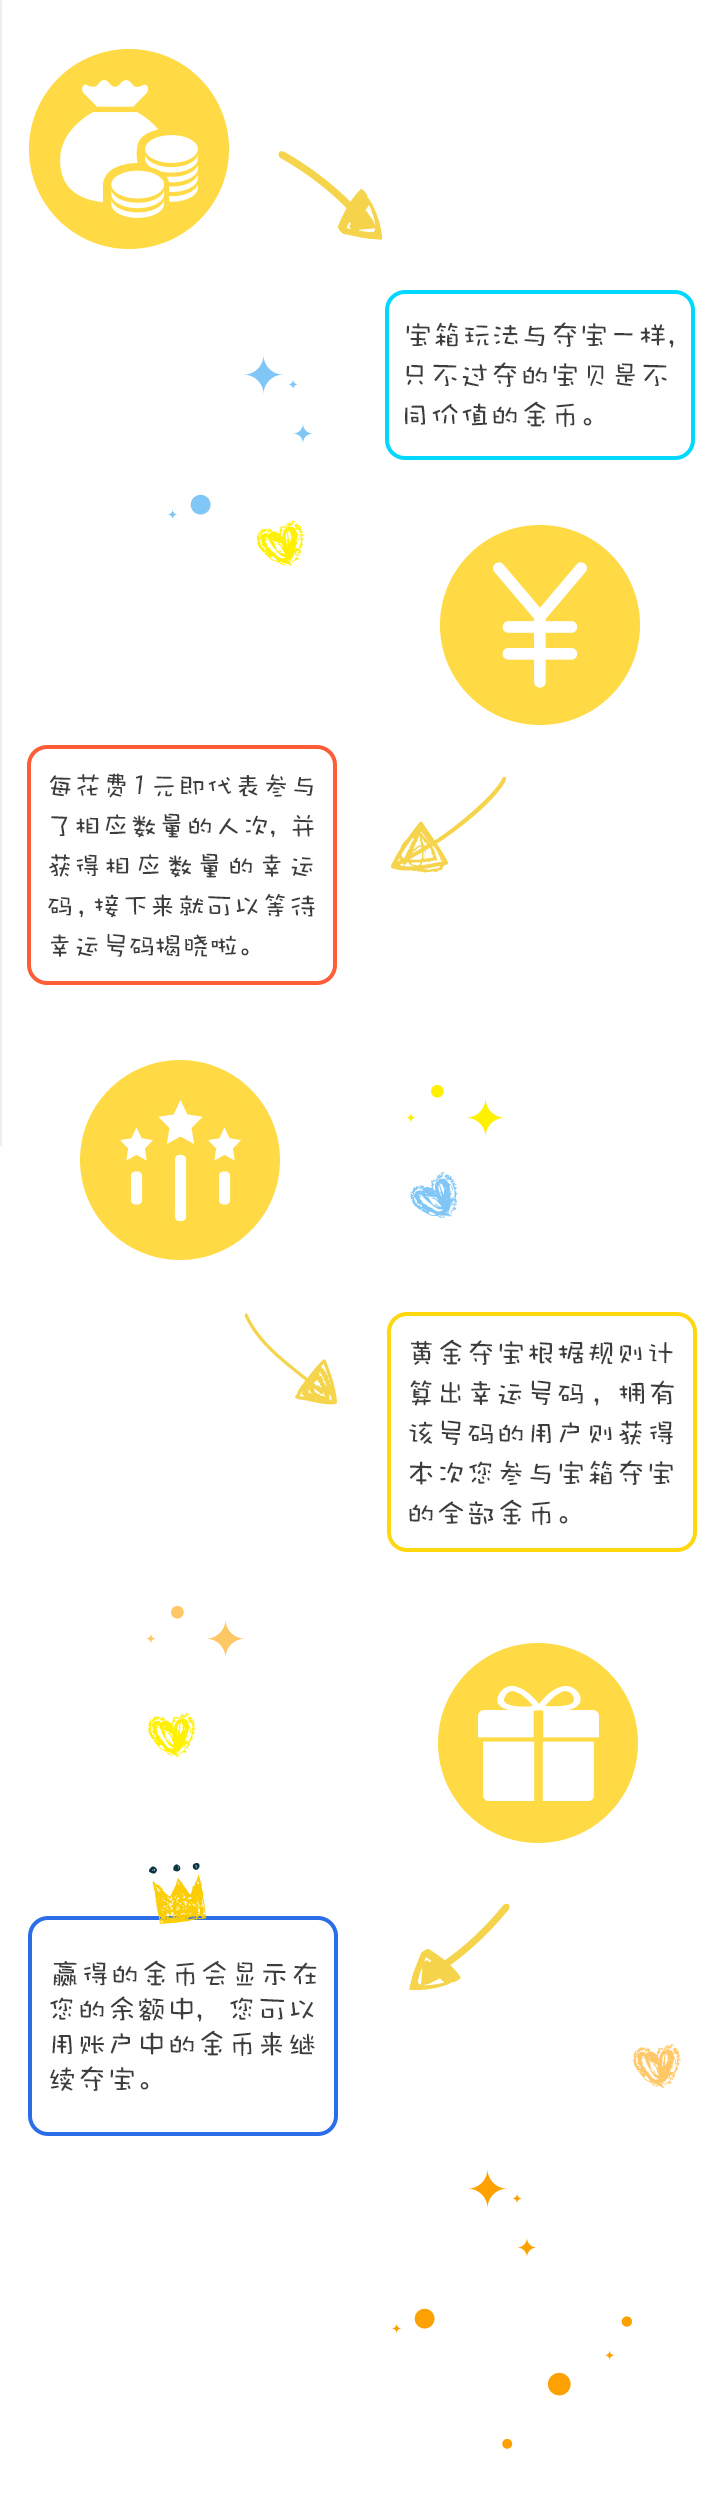 宝箱玩法与夺宝一样，
只不过夺的宝贝是不
同价值的金币。
每花费1元即代表参与
了相应数量的人次，并
获得相应数量的幸运
码，接下来就可以等待
幸运号码揭晓啦。
黄金夺宝根据规则计
算出幸运号码，拥有
该号码的用户则获得
本次您参与宝箱夺宝
的全部金币。
赢得的金币会显示在
您的余额中，您可以
用账户中的金币来继
续夺宝。